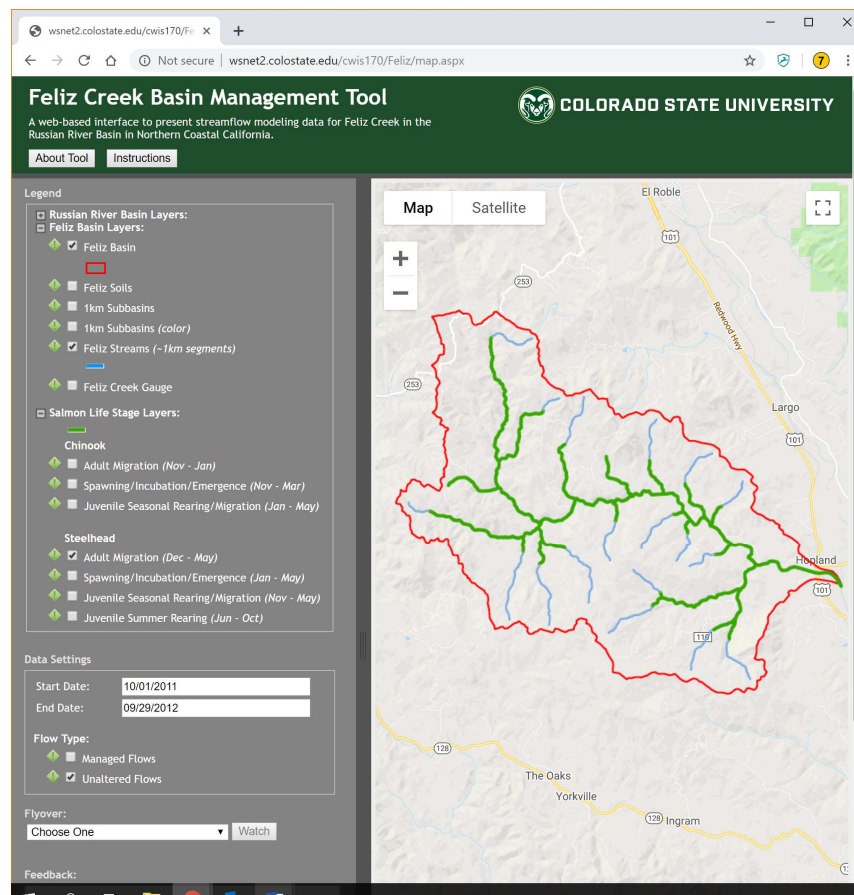 wsnet2.colostate.edu/cwis170/Fe
Not secure | wsnet2.colostate.edu/cwis170/Feliz/map.aspx
7
Feliz Creek Basin Management Tool
A web-based interface to present streamflow modeling data for Feliz Creek in the
Russian River Basin in Northern Coastal California.
COLORADO STATE UNIVERSITY
About Tool
Instructions
Legend
Russian River Basin Layers:
Feliz Basin Layers:
Feliz Basin
Feliz Soils
1km Subbasins
1km Subbasins (color)
Feliz Streams (~1km segments)
Feliz Creek Gauge
Salmon Life Stage Layers:
Chinook
Adult Migration (Nov - Jan)
Spawning/Incubation/Emergence (Nov - Mar)
Juvenile Seasonal Rearing/Migration (Jan - May)
Steelhead
Adult Migration (Dec - May)
Spawning/Incubation/Emergence (Jan - May)
Juvenile Seasonal Rearing/Migration (Nov - May)
Juvenile Summer Rearing (Jun - Oct)
Data Settings
Start Date: 10/01/2011
End Date: 09/29/2012
Flow Type:
Managed Flows
Unaltered Flows
Flyover:
Choose One
Watch
Feedback:
Map
Satellite
El Roble
101
253
Redwood Hwy
253
Largo
101
Hopland
101
110
128
The Oaks
Yorkville
128 Ingram